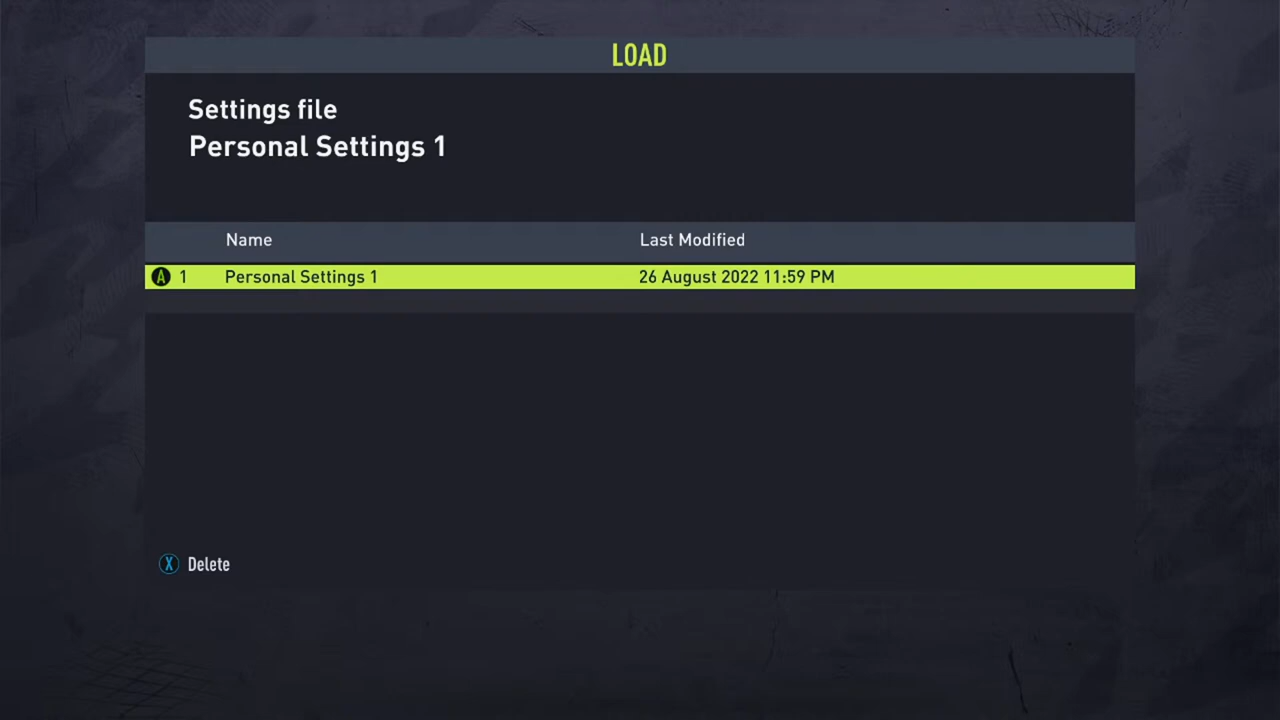 LOAD
Settings file
Personal Settings 1
Name Last Modified
A 1 Personal Settings 1 26 August 2022 11:59 PM
X Delete